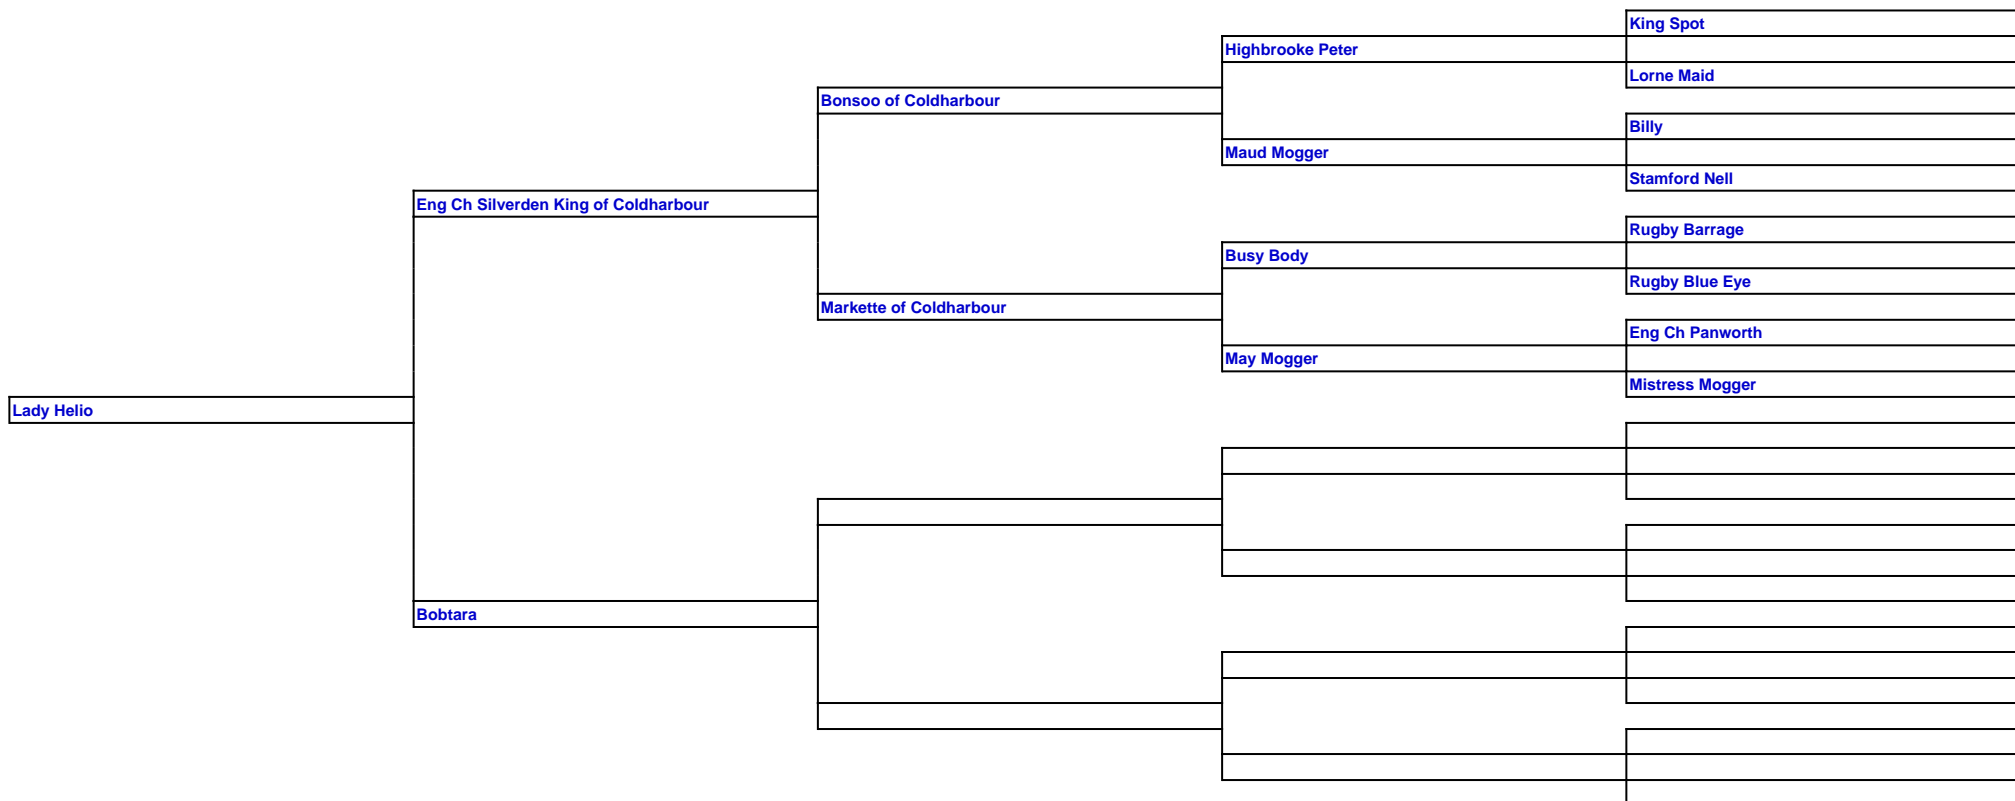 King Spot
Highbrooke Peter
Lorne Maid
Bonsoo of Coldharbour
Billy
Maud Mogger
Stamford Nell
Eng Ch Silverden King of Coldharbour
Rugby Barrage
Busy Body
Rugby Blue Eye
Markette of Coldharbour
Eng Ch Panworth
May Mogger
Mistress Mogger
Lady Helio
Bobtara